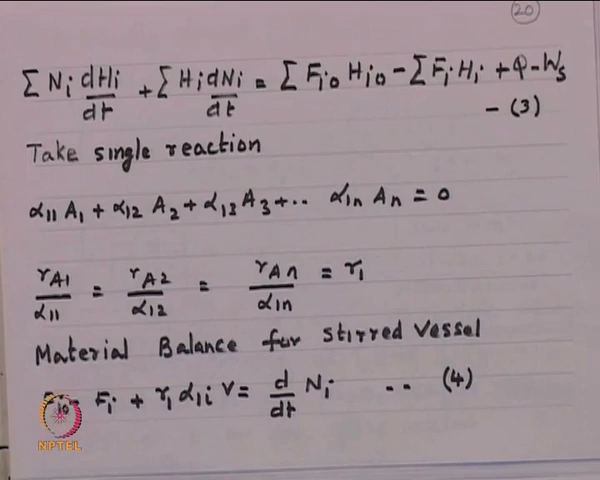 20
Σ Ni dHi/dt + Σ Hi dNi/dt = Σ Fio Hio - Σ Fi Hi + Q - Ws
- (3)
Take single reaction
α11 A1 + α12 A2 + α13 A3 + .. α1n An = 0
rA1/α11 = rA2/α12 = rAn/α1n = r1
Material Balance for stirred vessel
- Fi + r1 α1i V = d/dt Ni .. (4)
NPTEL